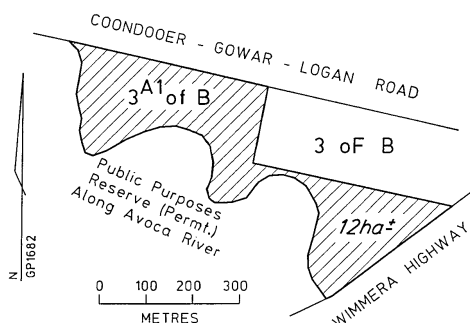 COONDOOER - GOWAR - LOGAN ROAD
3A1 of B
3 oF B
Public Purposes
Reserve (Permt.)
Along Avoca River
12ha±
WIMMERA HIGHWAY
N
GP1682
0 100 200 300
METRES